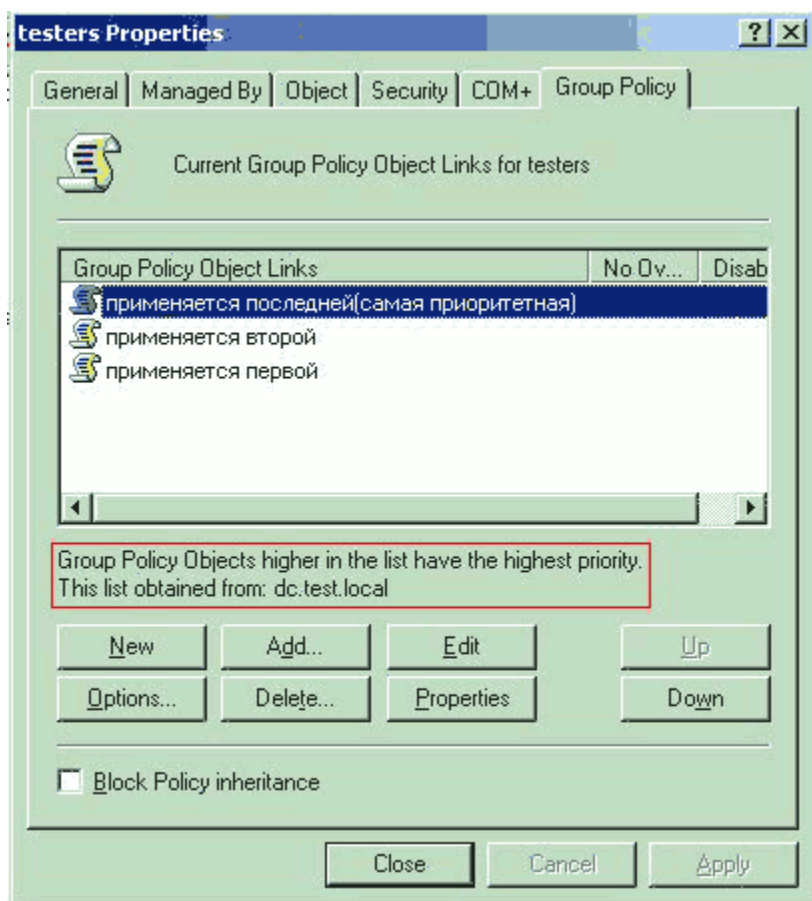 testers Properties
General Managed By Object Security COM+ Group Policy
Current Group Policy Object Links for testers
Group Policy Object Links No Ov... Disab
применяется последней(самая приоритетная)
применяется второй
применяется первой
Group Policy Objects higher in the list have the highest priority.
This list obtained from: dc.test.local
New Add... Edit Up
Options... Delete... Properties Down
Block Policy inheritance
Close Cancel Apply